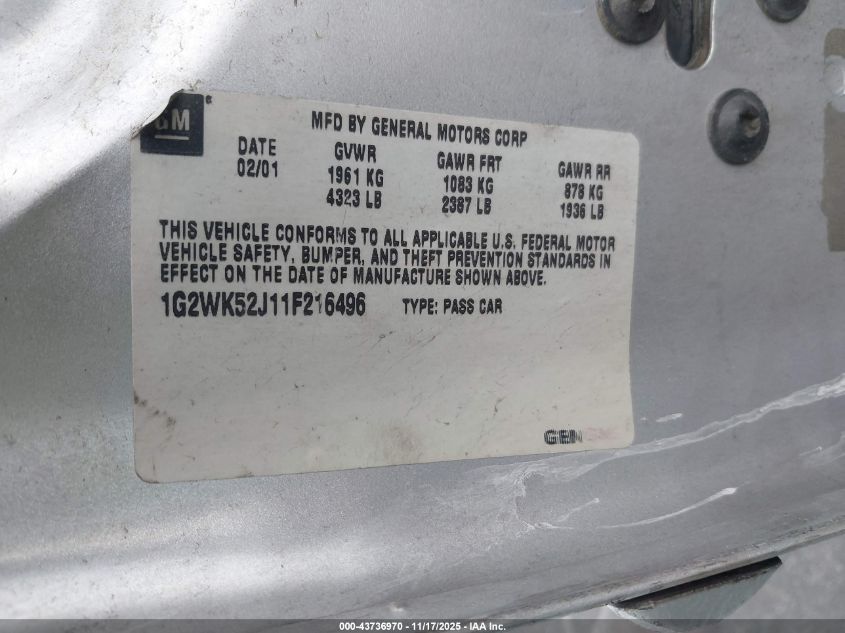 GM
MFD BY GENERAL MOTORS CORP
DATE GVWR GAWR FRT GAWR RR
02/01 1961 KG 1083 KG 878 KG
4323 LB 2387 LB 1936 LB
THIS VEHICLE CONFORMS TO ALL APPLICABLE U.S. FEDERAL MOTOR
VEHICLE SAFETY, BUMPER, AND THEFT PREVENTION STANDARDS IN
EFFECT ON THE DATE OF MANUFACTURE SHOWN ABOVE.
1G2WK52J11F216496 TYPE: PASS CAR
000-43736970 - 11/17/2025 - IAA Inc.